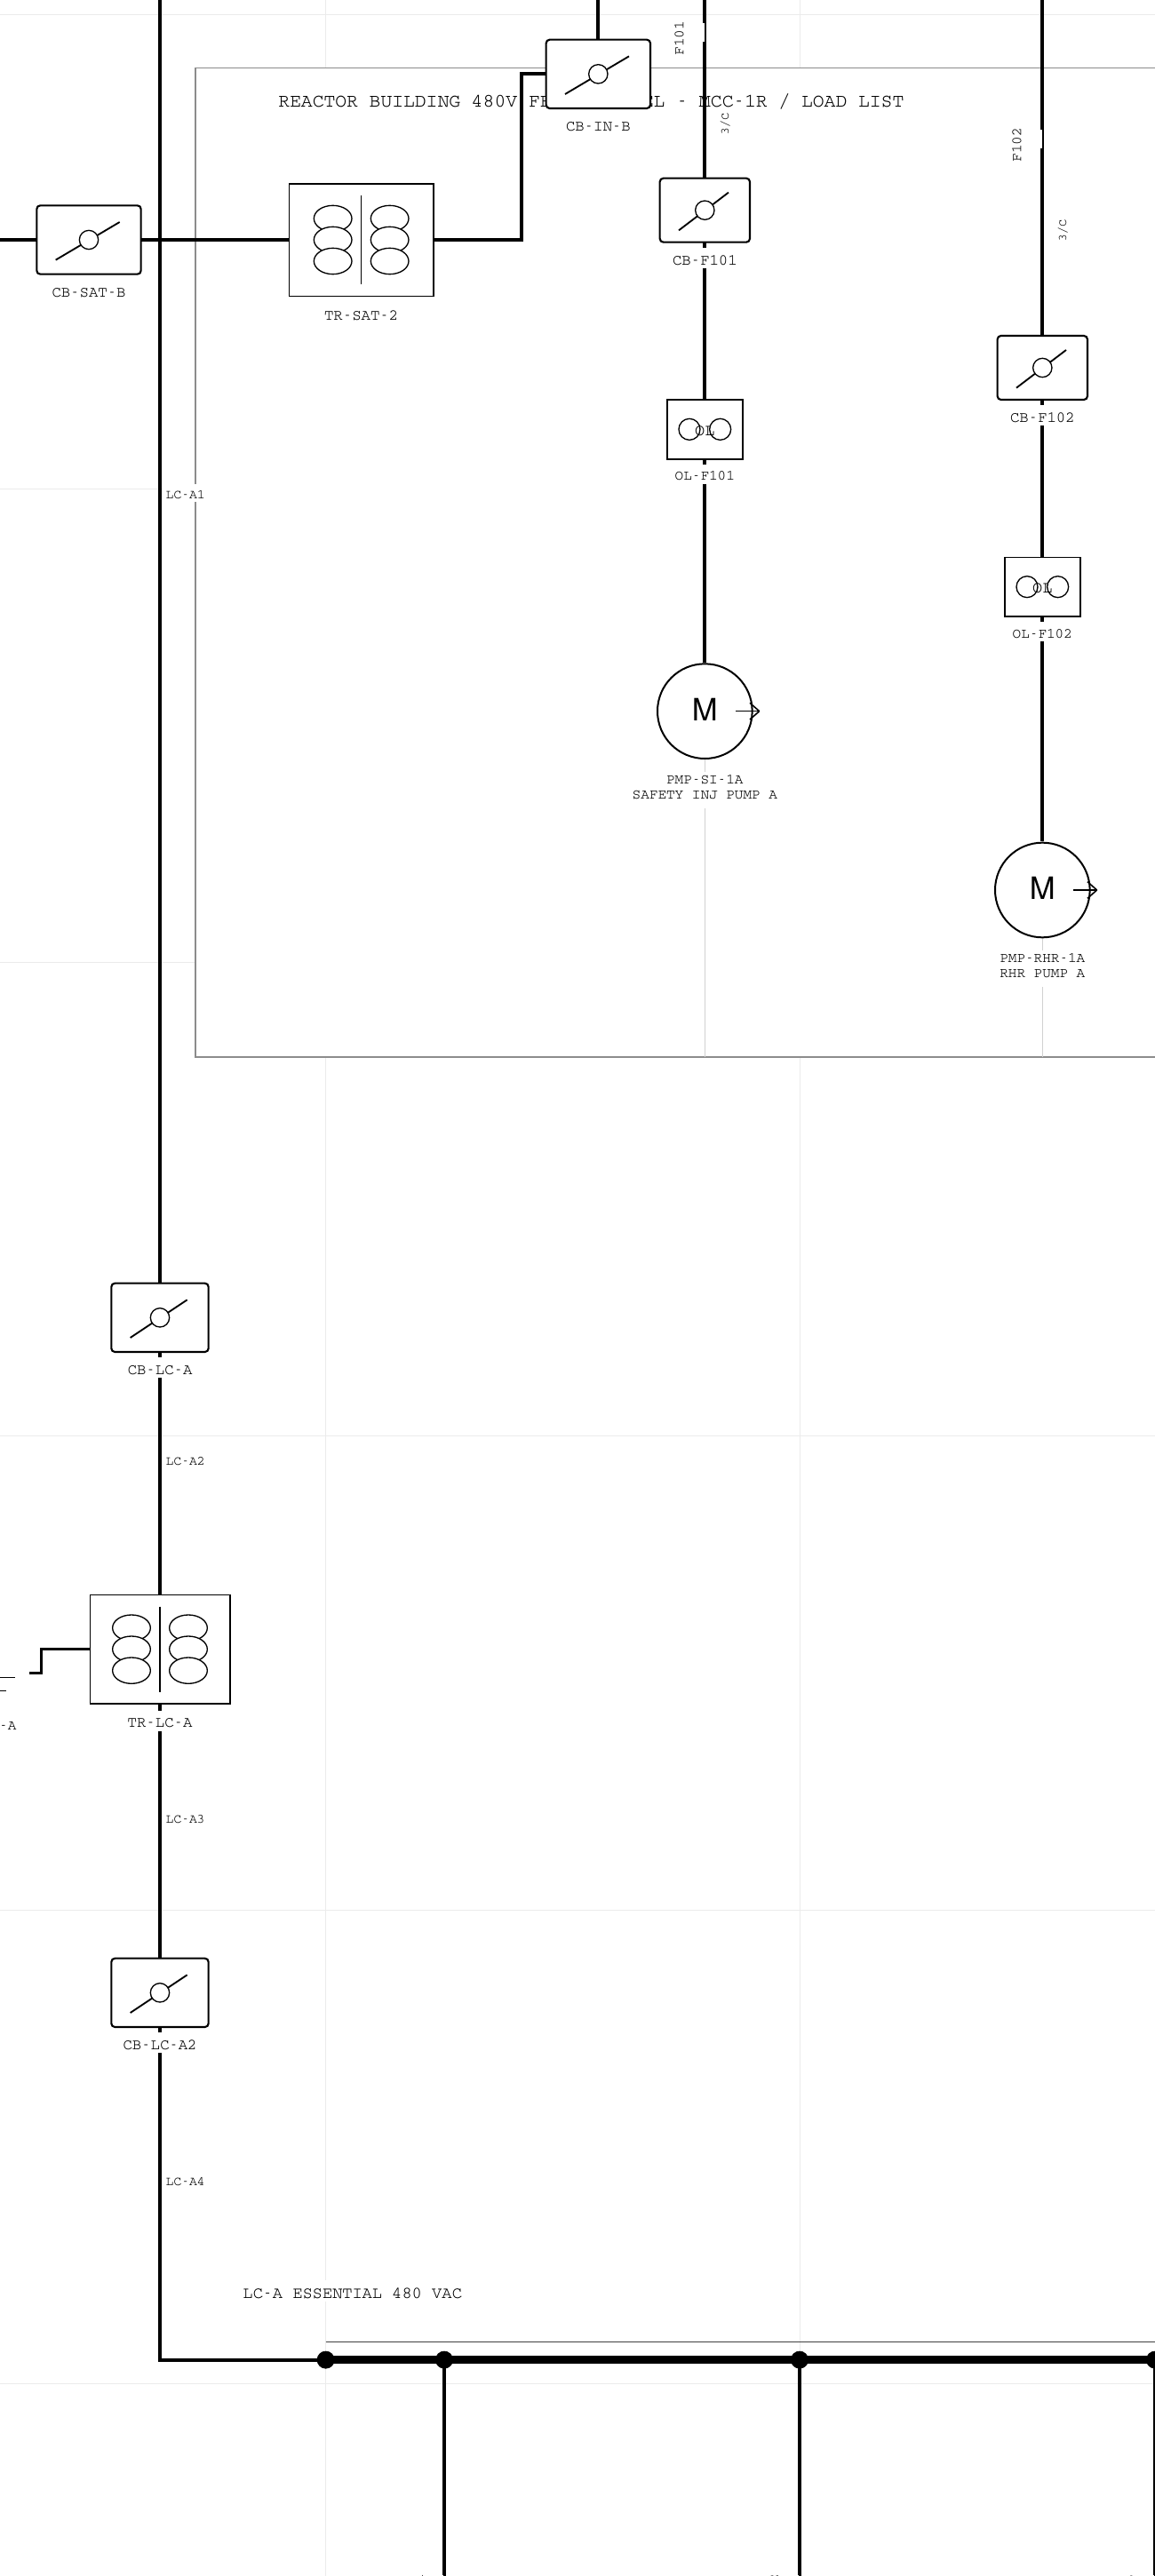 F101
REACTOR BUILDING 480V - MCC-1R / LOAD LIST
CB-IN-B
3/C
F102
CB-F101
3/C
CB-SAT-B
TR-SAT-2
CB-F102
OL
OL-F101
LC-A1
OL
OL-F102
M
PMP-SI-1A
SAFETY INJ PUMP A
M
PMP-RHR-1A
RHR PUMP A
CB-LC-A
LC-A2
-A
TR-LC-A
LC-A3
CB-LC-A2
LC-A4
LC-A ESSENTIAL 480 VAC